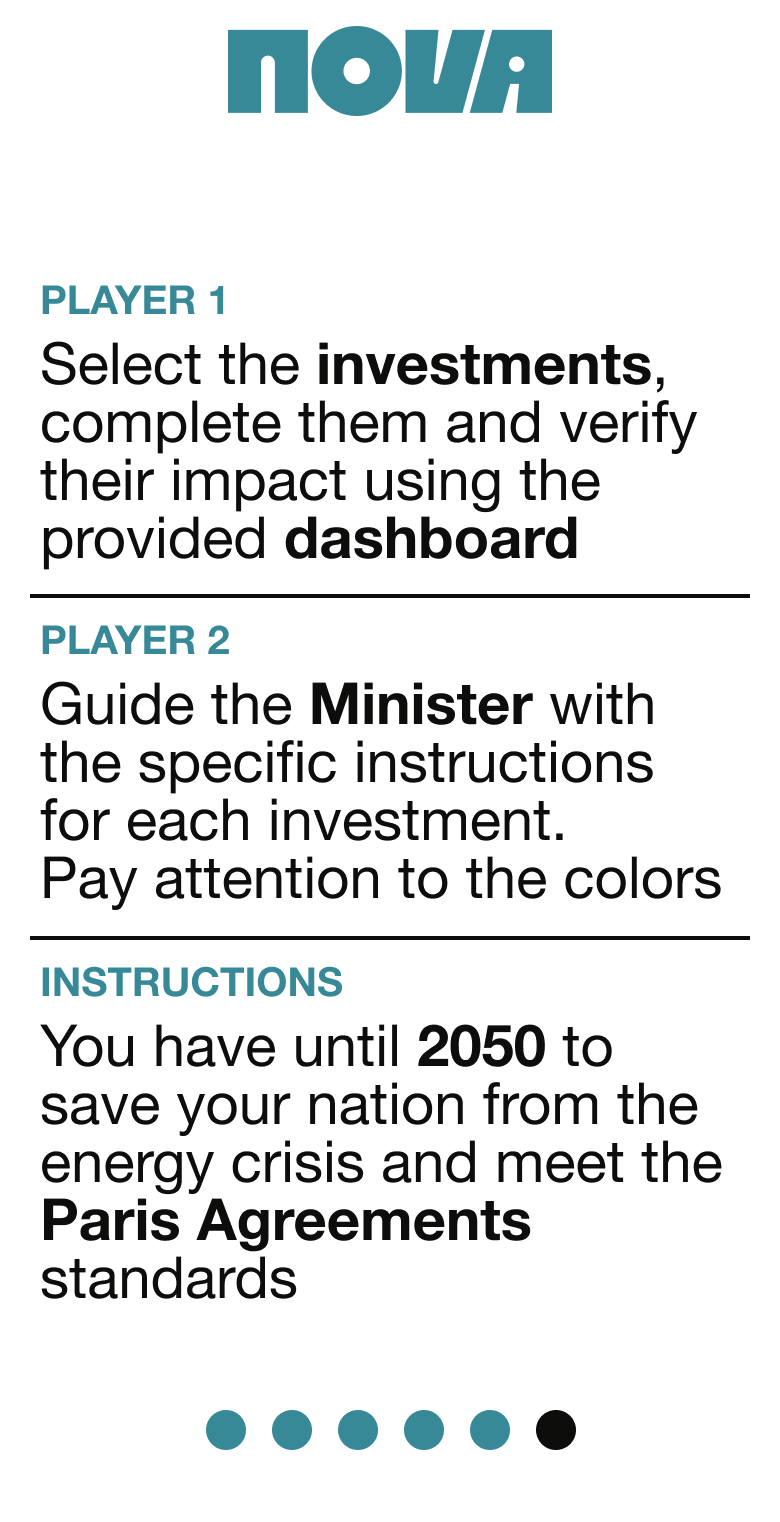 NOVA
PLAYER 1
Select the investments,
complete them and verify
their impact using the
provided dashboard
PLAYER 2
Guide the Minister with
the specific instructions
for each investment.
Pay attention to the colors
INSTRUCTIONS
You have until 2050 to
save your nation from the
energy crisis and meet the
Paris Agreements
standards